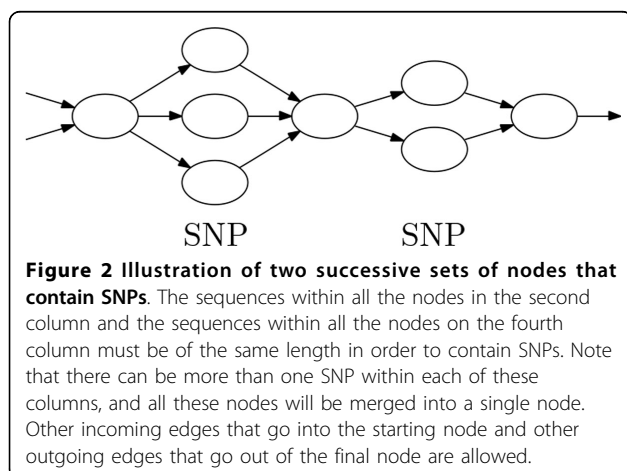 SNP SNP
Figure 2 Illustration of two successive sets of nodes that
contain SNPs. The sequences within all the nodes in the second
column and the sequences within all the nodes on the fourth
column must be of the same length in order to contain SNPs. Note
that there can be more than one SNP within each of these
columns, and all these nodes will be merged into a single node.
Other incoming edges that go into the starting node and other
outgoing edges that go out of the final node are allowed.